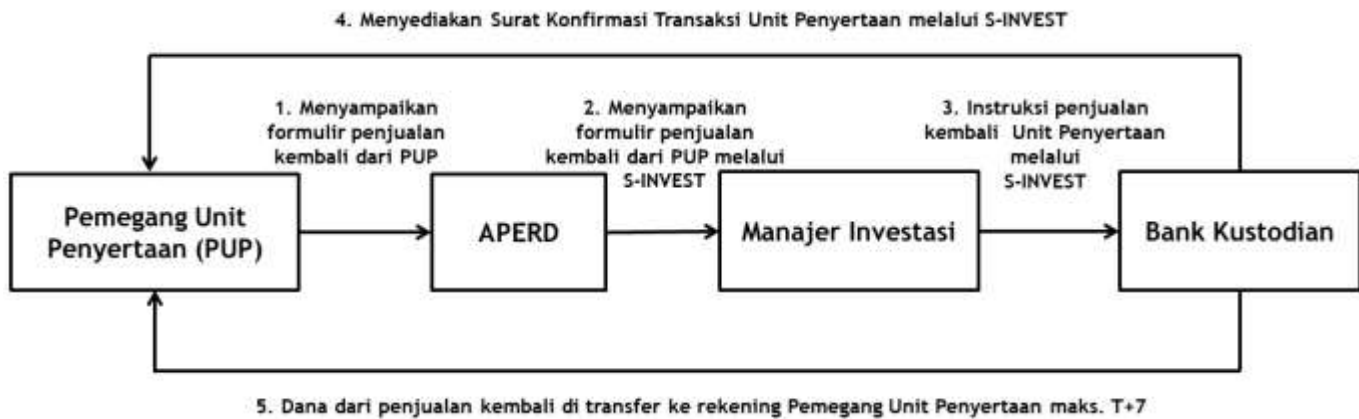 4. Menyediakan Surat Konfirmasi Transaksi Unit Penyertaan melalui S-INVEST
1. Menyampaikan
formulir penjualan
kembali dari PUP
2. Menyampaikan
formulir penjualan
kembali dari PUP melalui
S-INVEST
3. Instruksi penjualan
kembali Unit Penyertaan
melalui
S-INVEST
Pemegang Unit
Penyertaan (PUP)
APERD
Manajer Investasi
Bank Kustodian
5. Dana dari penjualan kembali di transfer ke rekening Pemegang Unit Penyertaan maks. T+7